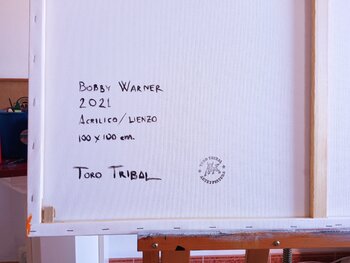 BOBBY WARNER
2021
ACRILICO/LIENZO
100 x 100 cm.
TORO TRIBAL